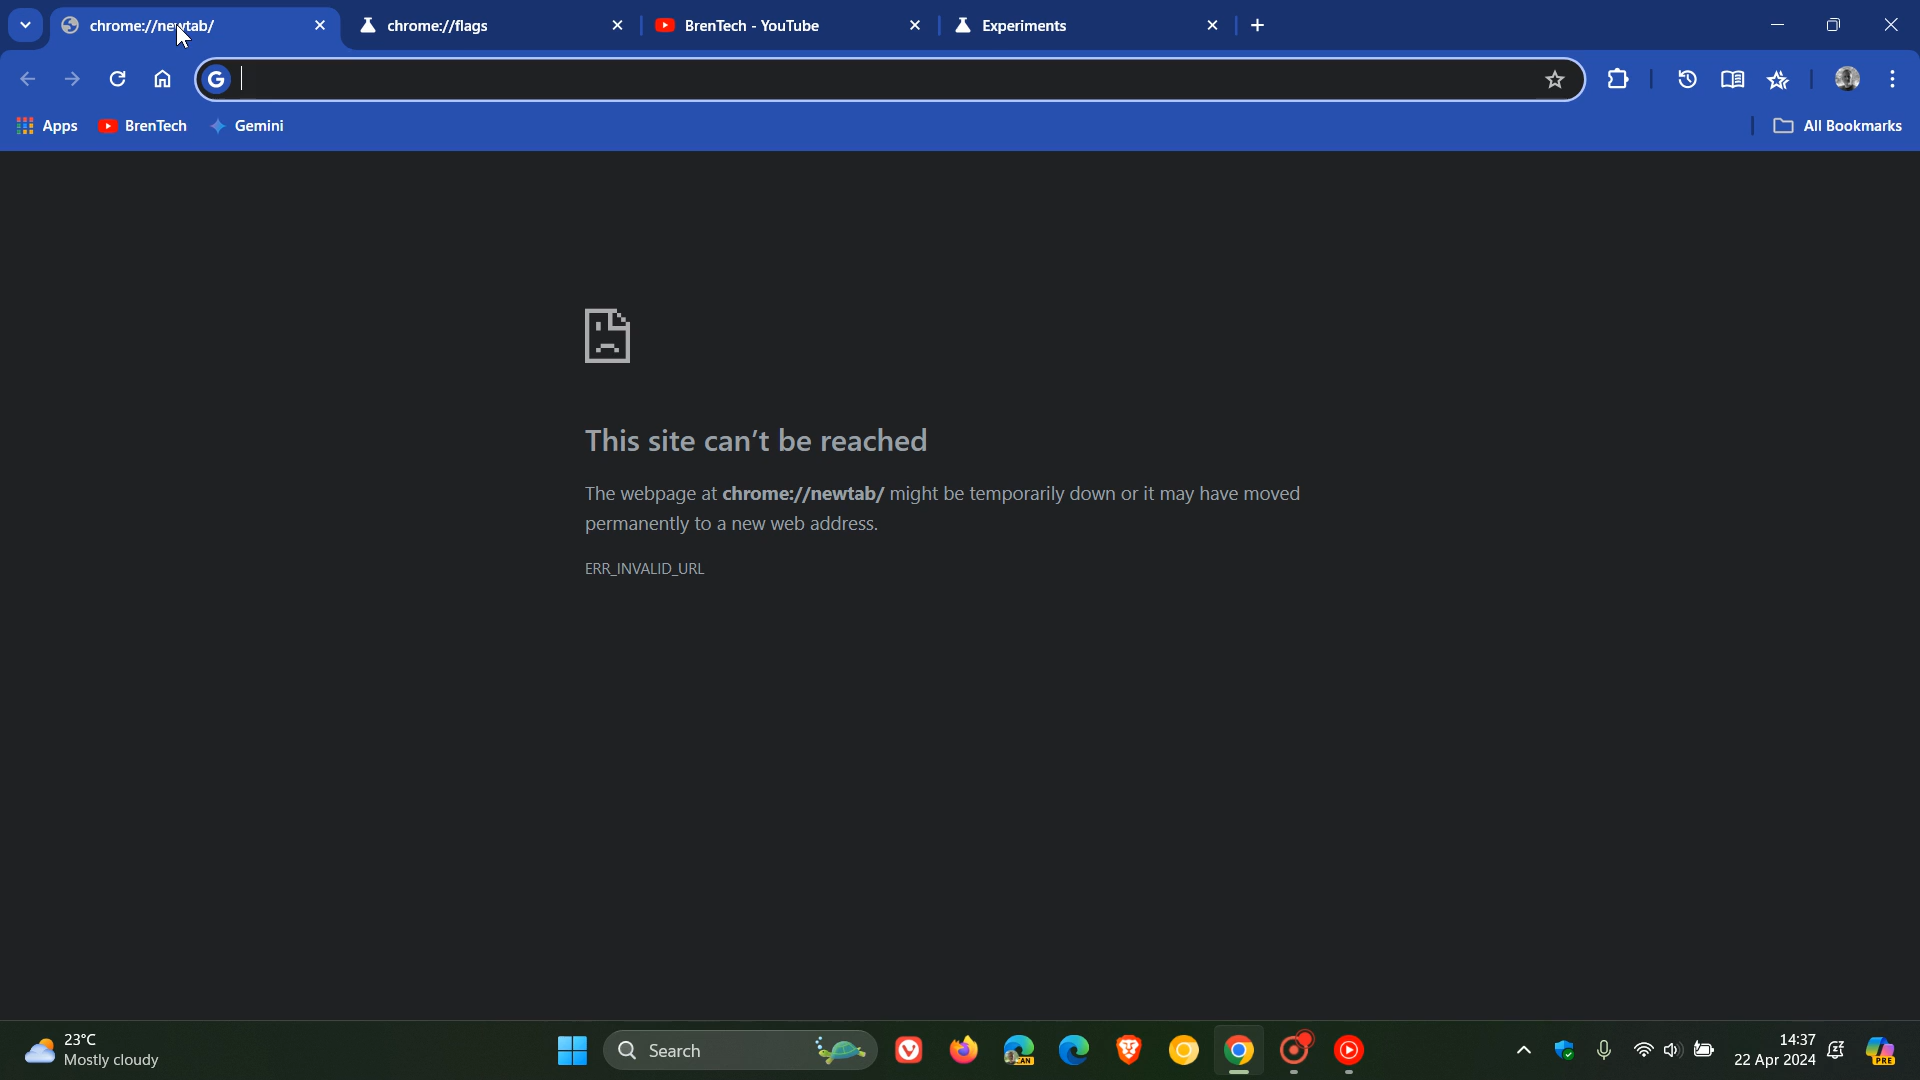 chrome://newtab/
chrome://flags
BrenTech - YouTube
Experiments
G
Apps
BrenTech
Gemini
All Bookmarks
This site can't be reached
The webpage at chrome://newtab/ might be temporarily down or it may have moved
permanently to a new web address.
ERR_INVALID_URL
23°C
Mostly cloudy
Search
CAN
14:37
22 Apr 2024
PRE